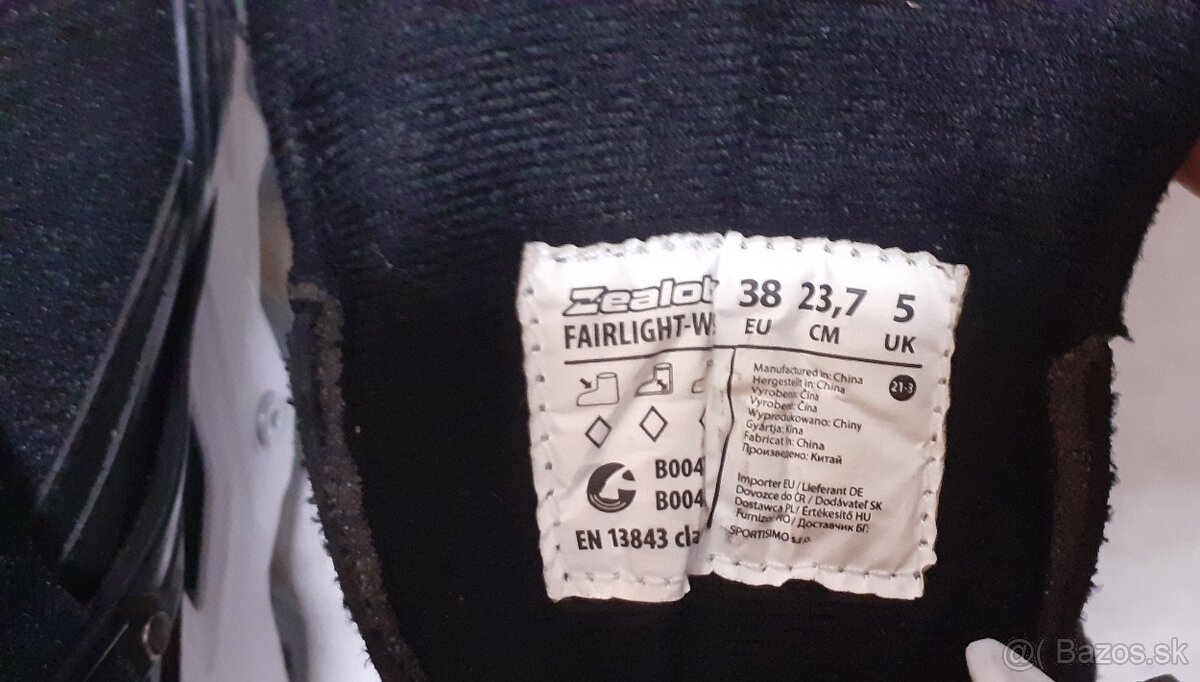 Zealot
FAIRLIGHT-W
38 23,7 5
EU CM UK
Manufactured in: China
Hergestellt in: China
Vyrobeno: Čína
Vyrobené: Čína
Wyprodukowano: Chiny
Gyártja: Kína
Fabricat în: China
Произведено: Китай
21-3
B004
B004
EN 13843 cla
Importer EU / Lieferant DE
Dovozce do ČR / Dodávateľ SK
Dostawca PL / Értékesítő HU
Furnizor RO / Доставчик БГ:
SPORTISIMO s.r.o.
@( Bazos.sk